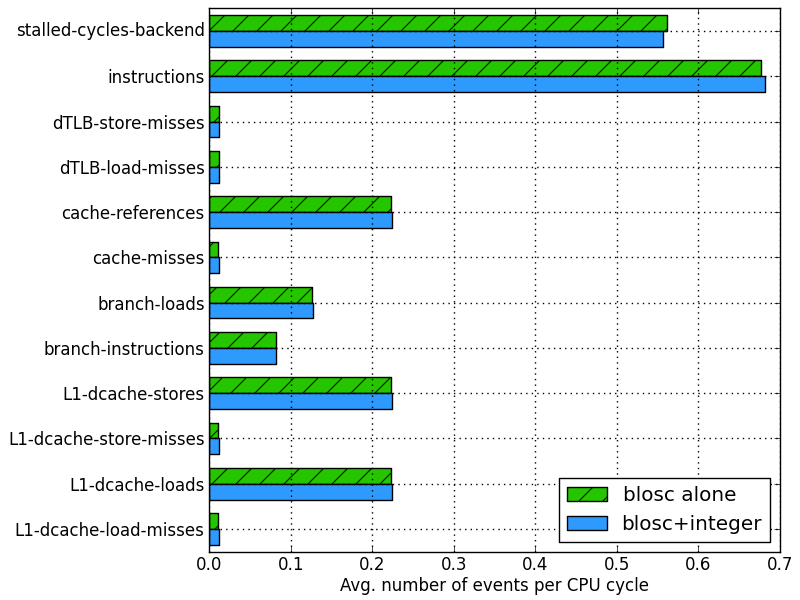 stalled-cycles-backend
instructions
dTLB-store-misses
dTLB-load-misses
cache-references
cache-misses
branch-loads
branch-instructions
L1-dcache-stores
L1-dcache-store-misses
L1-dcache-loads
L1-dcache-load-misses
blosc alone
blosc+integer
0.0 0.1 0.2 0.3 0.4 0.5 0.6 0.7
Avg. number of events per CPU cycle